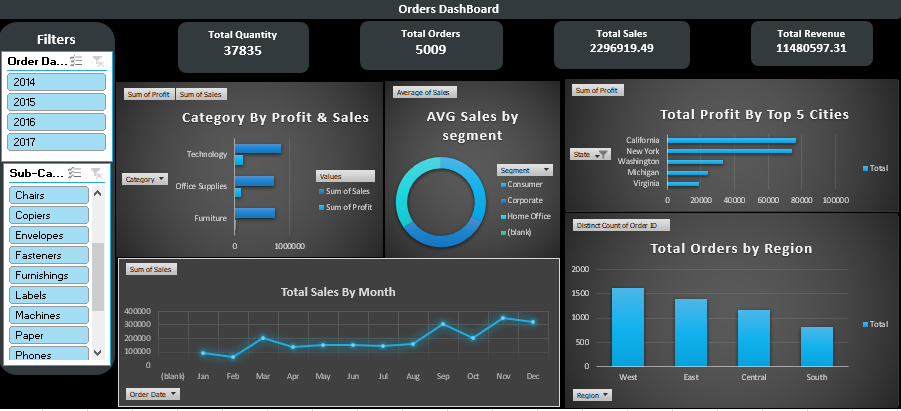 Orders DashBoard
Filters
Order Da...
2014
2015
2016
2017
Sub-Ca...
Chairs
Copiers
Envelopes
Fasteners
Furnishings
Labels
Machines
Paper
Phones
Total Quantity
37835
Total Orders
5009
Total Sales
2296919.49
Total Revenue
11480597.31
Sum of Profit
Sum of Sales
Category By Profit & Sales
Category
Technology
Office Supplies
Furniture
0
1000000
Values
Sum of Sales
Sum of Profit
Average of Sales
AVG Sales by
segment
Segment
Consumer
Corporate
Home Office
(blank)
Sum of Profit
Total Profit By Top 5 Cities
State
California
New York
Washington
Michigan
Virginia
0
20000
40000
60000
80000
100000
Total
Sum of Sales
Total Sales By Month
400000
300000
200000
100000
0
(blank)
Jan
Feb
Mar
Apr
May
Jun
Jul
Aug
Sep
Oct
Nov
Dec
Order Date
Distinct Count of Order ID
Total Orders by Region
2000
1500
1000
500
0
West
East
Central
South
Total
Region